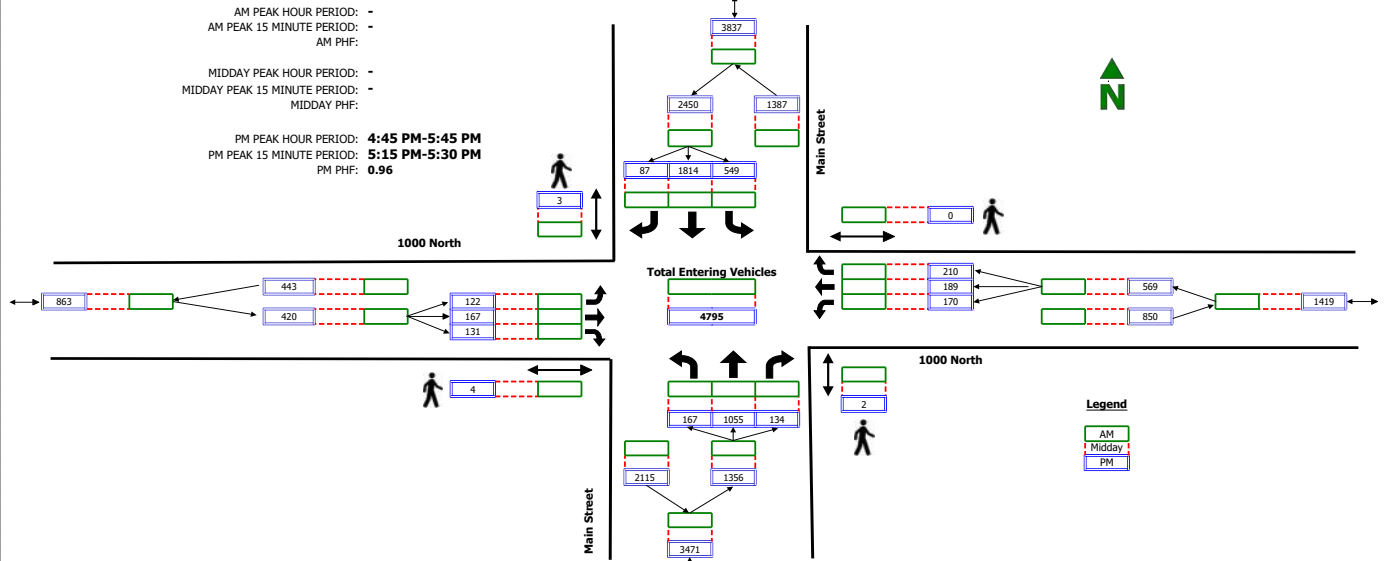 AM PEAK HOUR PERIOD: -
AM PEAK 15 MINUTE PERIOD: -
AM PHF:
MIDDAY PEAK HOUR PERIOD: -
MIDDAY PEAK 15 MINUTE PERIOD: -
MIDDAY PHF:
PM PEAK HOUR PERIOD: 4:45 PM-5:45 PM
PM PEAK 15 MINUTE PERIOD: 5:15 PM-5:30 PM
PM PHF: 0.96
3837
2450 1387
87 1814 549
Main Street
N
3
0
1000 North
Total Entering Vehicles
4795
863
443
420
122
167
131
210
189
170
569
850
1419
1000 North
4
2
167 1055 134
2115 1356
3471
Main Street
Legend
AM
Midday
PM